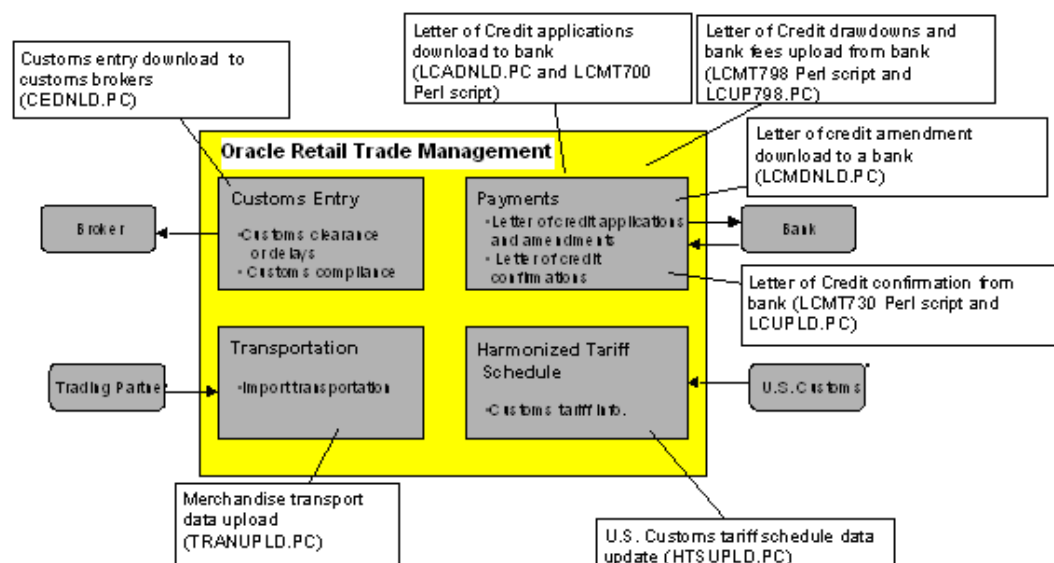 Customs entry download to
customs brokers
(CEDNLD.PC)
Letter of Credit applications
download to bank
(LCADNLD.PC and LCMT700
Perl script)
Letter of Credit drawdowns and
bank fees upload from bank
(LCMT798 Perl script and
LCUP798.PC)
Oracle Retail Trade Management
Letter of credit amendment
download to a bank
(LCMDNLD.PC)
Customs Entry
•Customs clearance
or delays
• Customs compliance
Payments
•Letter of credit applications
and amendments
• Letter of credit
confirmations
Broker
Bank
Letter of Credit confirmation from
bank (LCMT730 Perl script and
LCUPLD.PC)
Transportation
•Import transportation
Harmonized Tariff
Schedule
•Customs tariff info.
Trading Partner
U.S. Customs
Merchandise transport
data upload
(TRANUPLD.PC)
U.S. Customs tariff schedule data
update (HTSUPLD.PC)